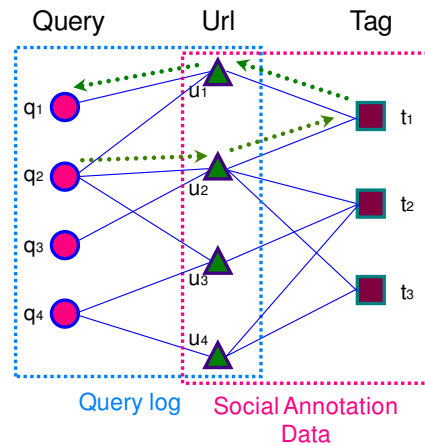 Query Url Tag
q1 u1 t1
q2 u2 t2
q3 u3 t3
q4 u4
Query log Social Annotation
Data